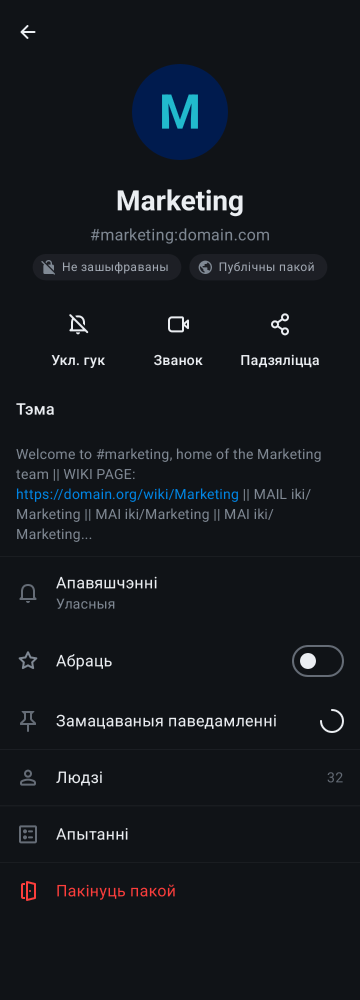 M
Marketing
#marketing:domain.com
Не зашыфраваны
Публічны пакой
Укл. гук
Званок
Падзяліцца
Тэма
Welcome to #marketing, home of the Marketing
team || WIKI PAGE:
https://domain.org/wiki/Marketing || MAIL iki/
Marketing || MAI iki/Marketing || MAI iki/
Marketing...
Апавяшчэнні
Уласныя
Абраць
Замацаваныя паведамленні
Людзі
32
Апытанні
Пакінуць пакой